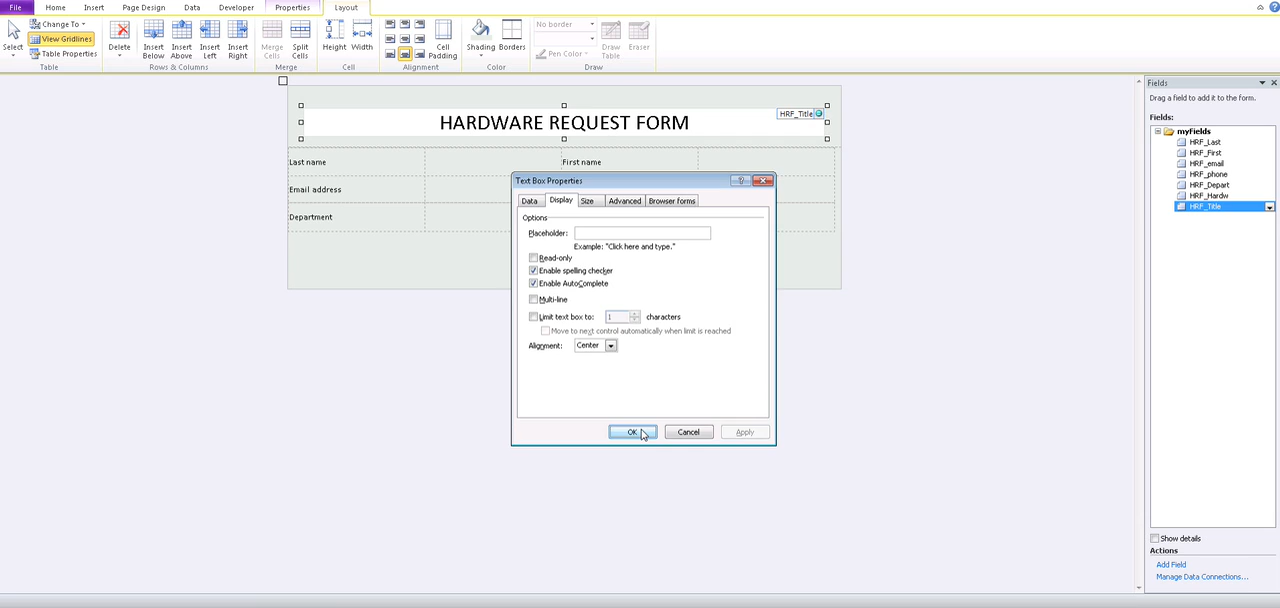 File Home Insert Page Design Data Developer Properties Layout
Select
Change To
View Gridlines
Table Properties
Table
Delete
Insert Below
Insert Above
Insert Left
Insert Right
Rows & Columns
Merge Cells
Split Cells
Merge
Height
Width
Cell
Cell Padding
Alignment
Shading
Borders
Color
No border
Pen Color
Draw Table
Eraser
Draw
HARDWARE REQUEST FORM
HRF_Title
Last name First name
Email address
Department
Text Box Properties
Data Display Size Advanced Browser forms
Options
Placeholder:
Example: "Click here and type."
Read-only
Enable spelling checker
Enable AutoComplete
Multi-line
Limit text box to: 1 characters
Move to next control automatically when limit is reached
Alignment: Center
OK Cancel Apply
Fields
Drag a field to add it to the form.
Fields:
myFields
HRF_Last
HRF_First
HRF_email
HRF_phone
HRF_Depart
HRF_Hardw
HRF_Title
Show details
Actions
Add Field
Manage Data Connections...